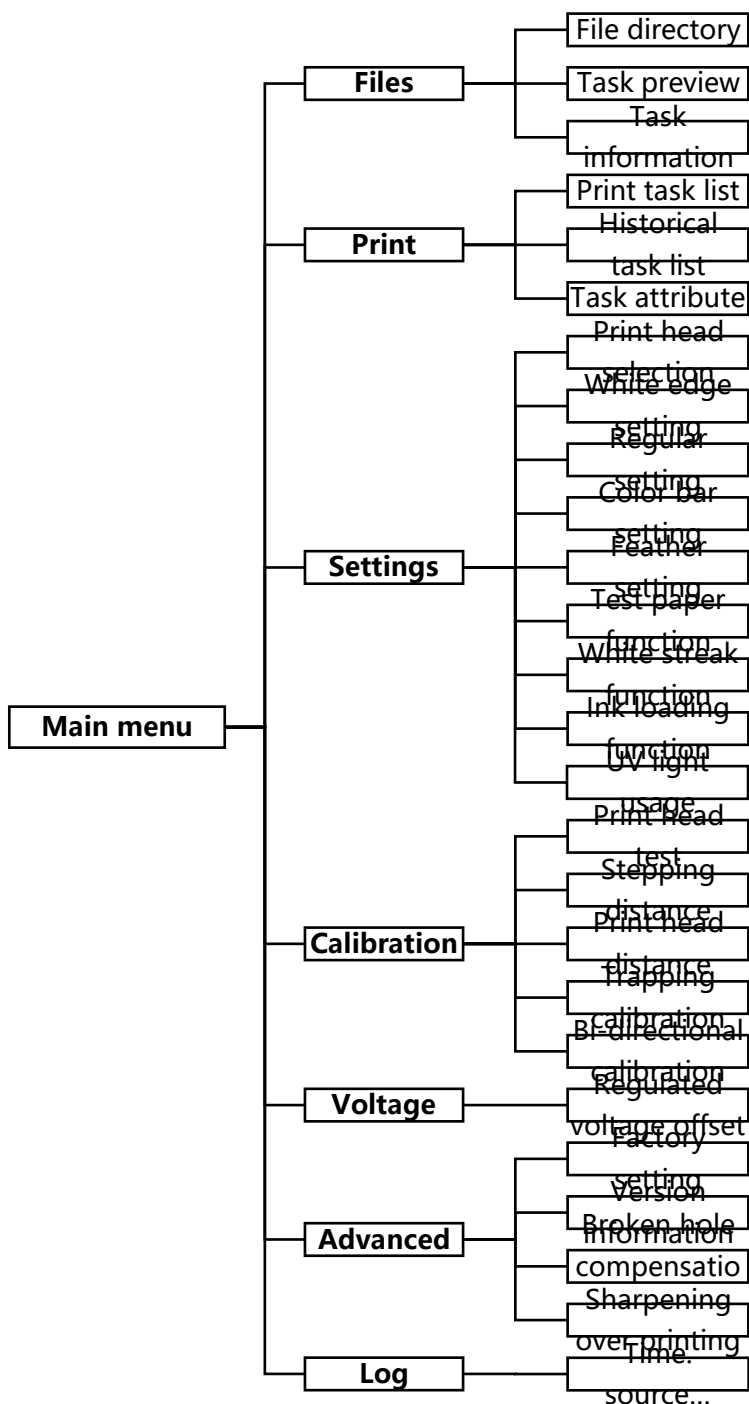 File directory
Files
Task preview
Task
information
Print task list
Print
Historical
task list
Task attribute
Print head
selection
White edge
setting
Regular
setting
Color bar
setting
Settings
Feather
setting
Test paper
function
White streak
function
Main menu
Ink loading
function
UV light
usage
Print head
test
Stepping
distance
Calibration
Print head
distance
Trapping
calibration
Bi-directional
calibration
Voltage
Regulated
voltage offset
Factory
setting
Advanced
Version
information
Broken hole
compensatio
Sharpening
over-printing
Log
Time.
source...